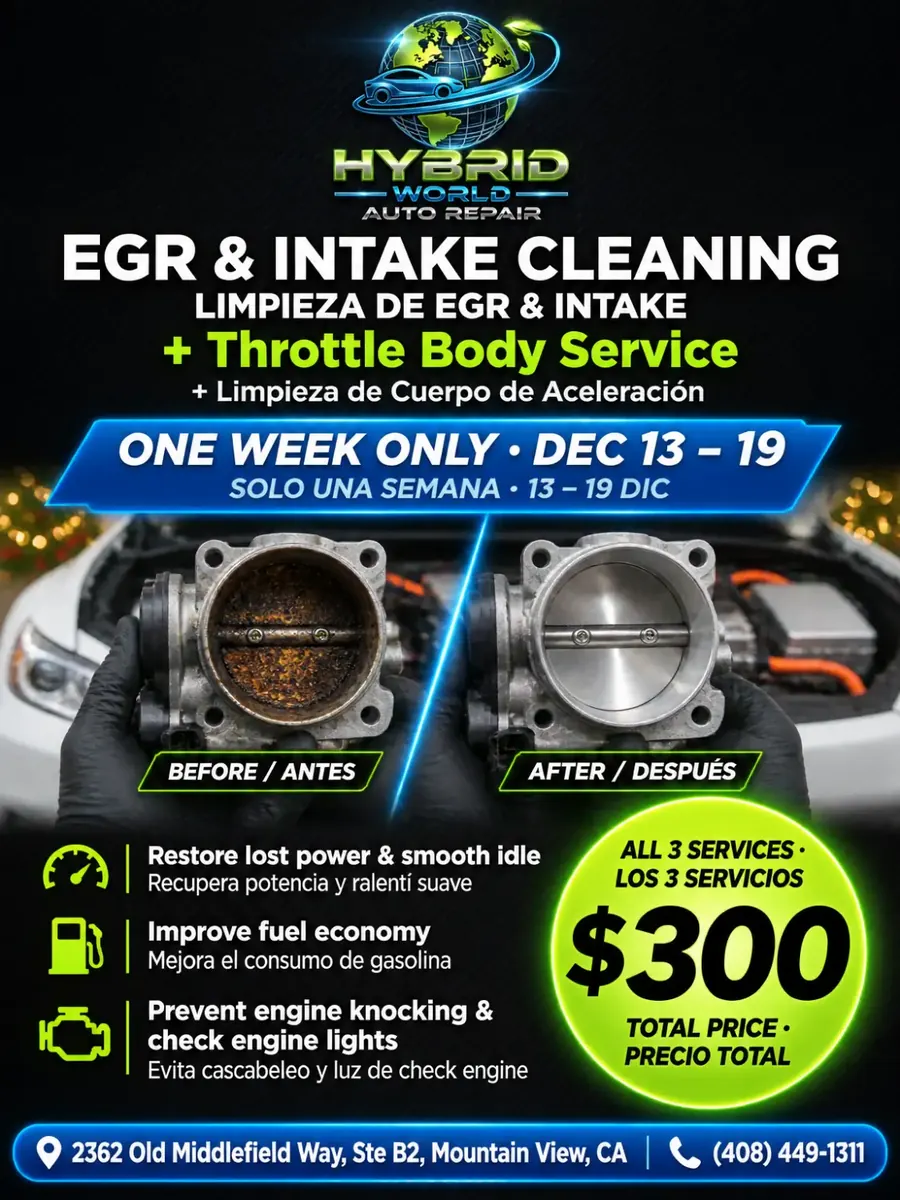 HYBRID
WORLD
AUTO REPAIR
EGR & INTAKE CLEANING
LIMPIEZA DE EGR & INTAKE
+ Throttle Body Service
+ Limpieza de Cuerpo de Aceleración
ONE WEEK ONLY · DEC 13 – 19
SOLO UNA SEMANA · 13 – 19 DIC
BEFORE / ANTES
AFTER / DESPUÉS
Restore lost power & smooth idle
Recupera potencia y ralentí suave
Improve fuel economy
Mejora el consumo de gasolina
Prevent engine knocking &
check engine lights
Evita cascabeleo y luz de check engine
ALL 3 SERVICES ·
LOS 3 SERVICIOS
$300
TOTAL PRICE ·
PRECIO TOTAL
2362 Old Middlefield Way, Ste B2, Mountain View, CA
(408) 449-1311